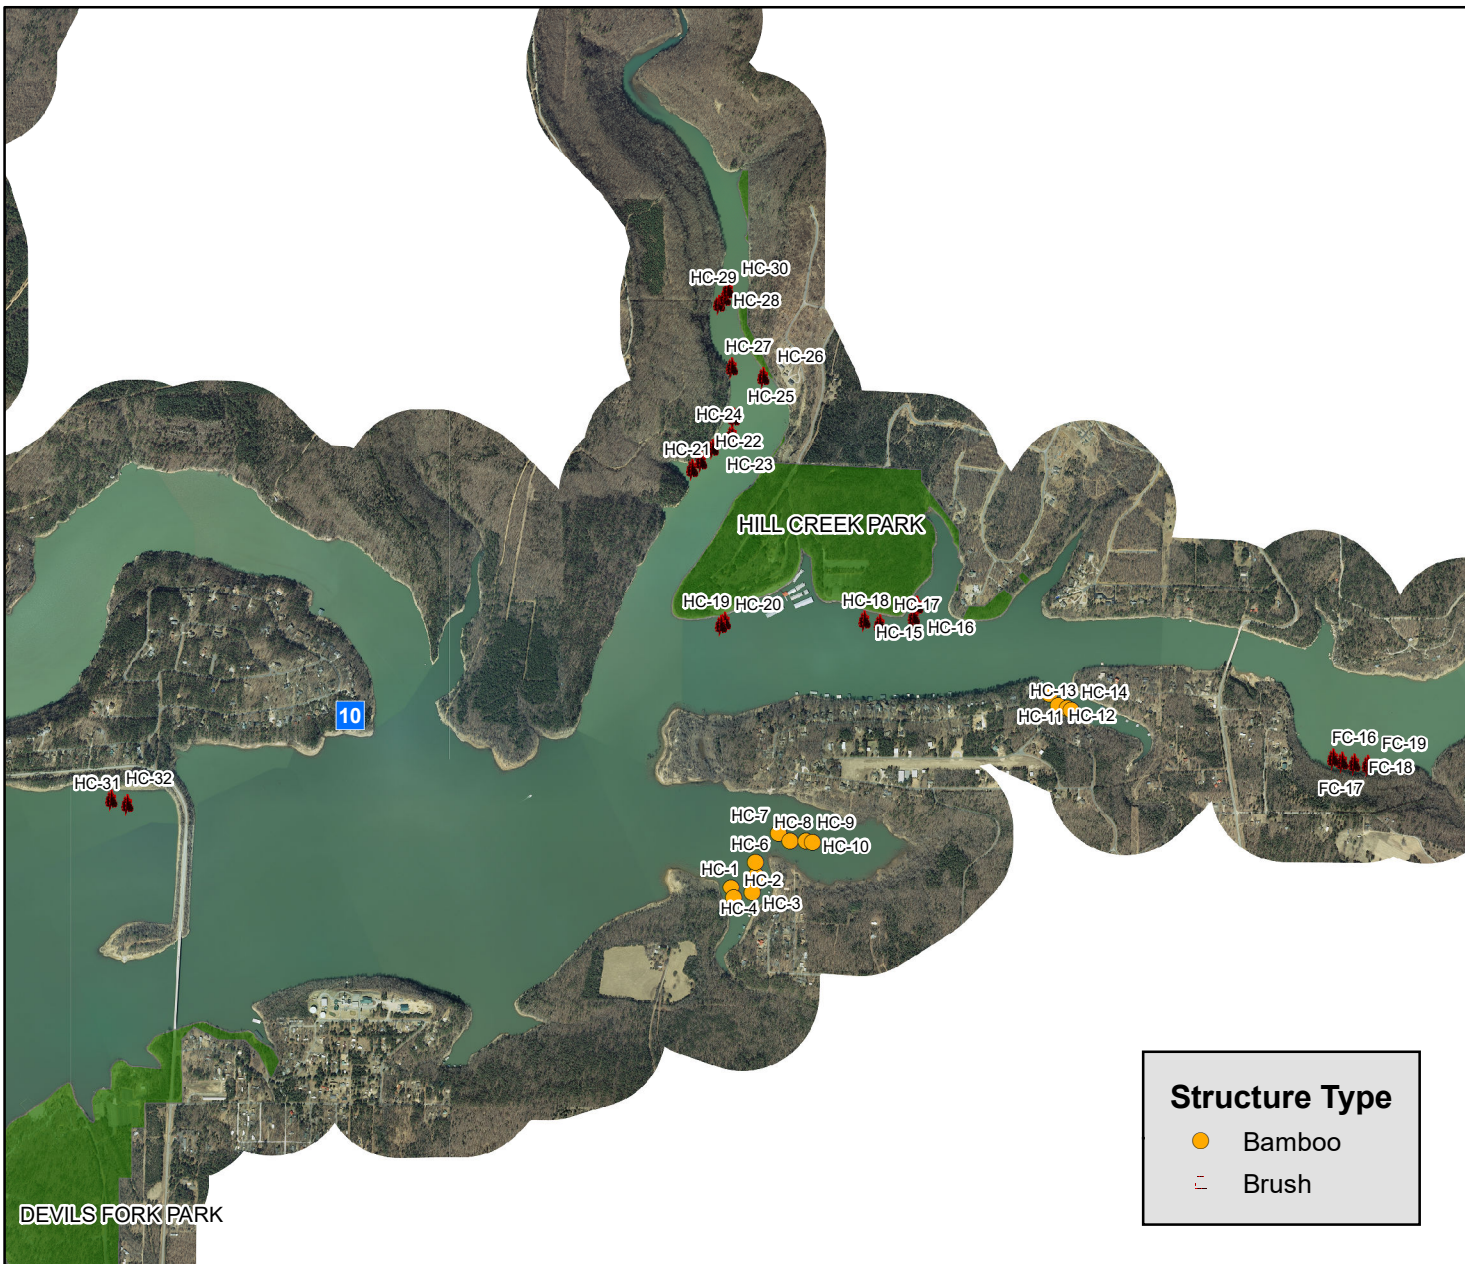 HC-30
HC-29
HC-28
HC-27
HC-26
HC-25
HC-24
HC-22
HC-21
HC-23
HILL CREEK PARK
HC-19
HC-20
HC-18
HC-17
HC-15
HC-16
HC-13
HC-14
HC-11
HC-12
10
FC-16
FC-19
FC-18
FC-17
HC-31
HC-32
HC-7
HC-8
HC-9
HC-10
HC-6
HC-1
HC-2
HC-3
HC-4
Structure Type
Bamboo
Brush
DEVILS FORK PARK